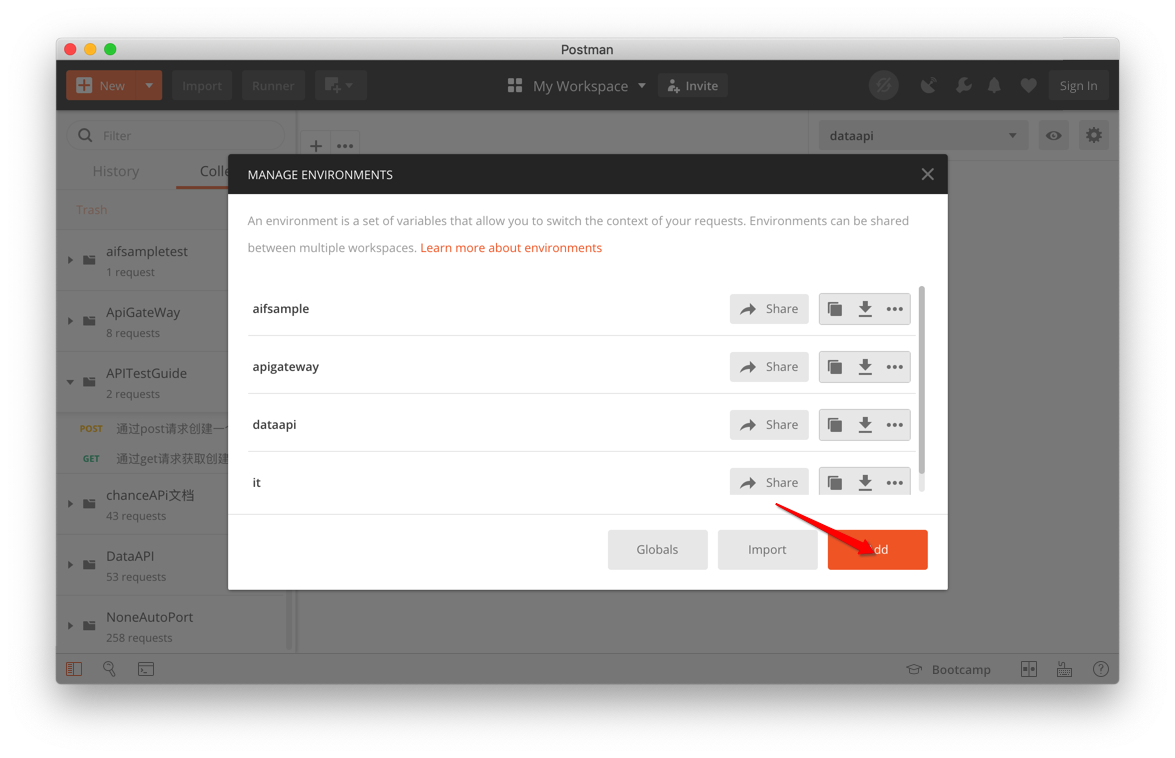 Postman
New
Import
Runner
My Workspace
Invite
Sign In
Filter
dataapi
History
Colle
Trash
aifsampletest
1 request
ApiGateWay
8 requests
APITestGuide
2 requests
POST 通过post请求创建一个
GET 通过get请求获取创建
chanceAPi文档
43 requests
DataAPI
53 requests
NoneAutoPort
258 requests
MANAGE ENVIRONMENTS
An environment is a set of variables that allow you to switch the context of your requests. Environments can be shared
between multiple workspaces. Learn more about environments
aifsample Share
apigateway Share
dataapi Share
it Share
Globals
Import
dd
Bootcamp